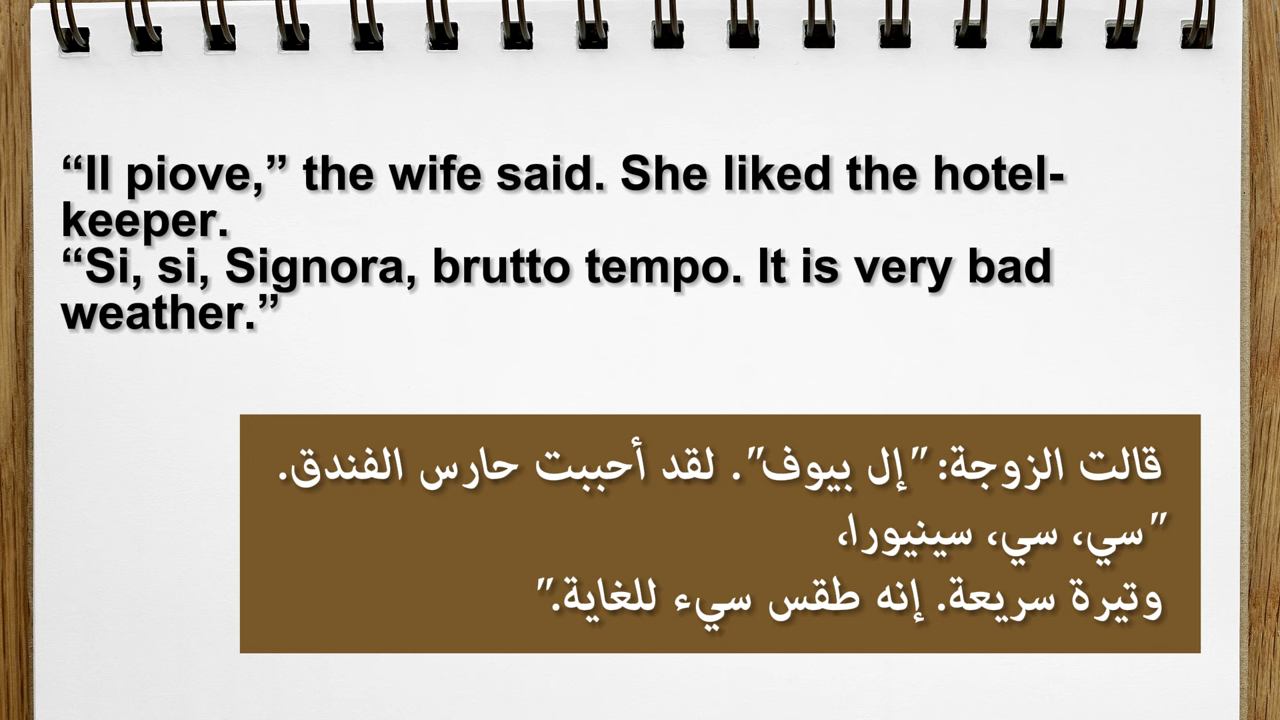 “Il piove,” the wife said. She liked the hotel-
keeper.
“Si, si, Signora, brutto tempo. It is very bad
weather.”
قالت الزوجة: "إل بيوف". لقد أحببت حارس الفندق.
"سي، سي، سينيورا،
وتيرة سريعة. إنه طقس سيء للغاية."